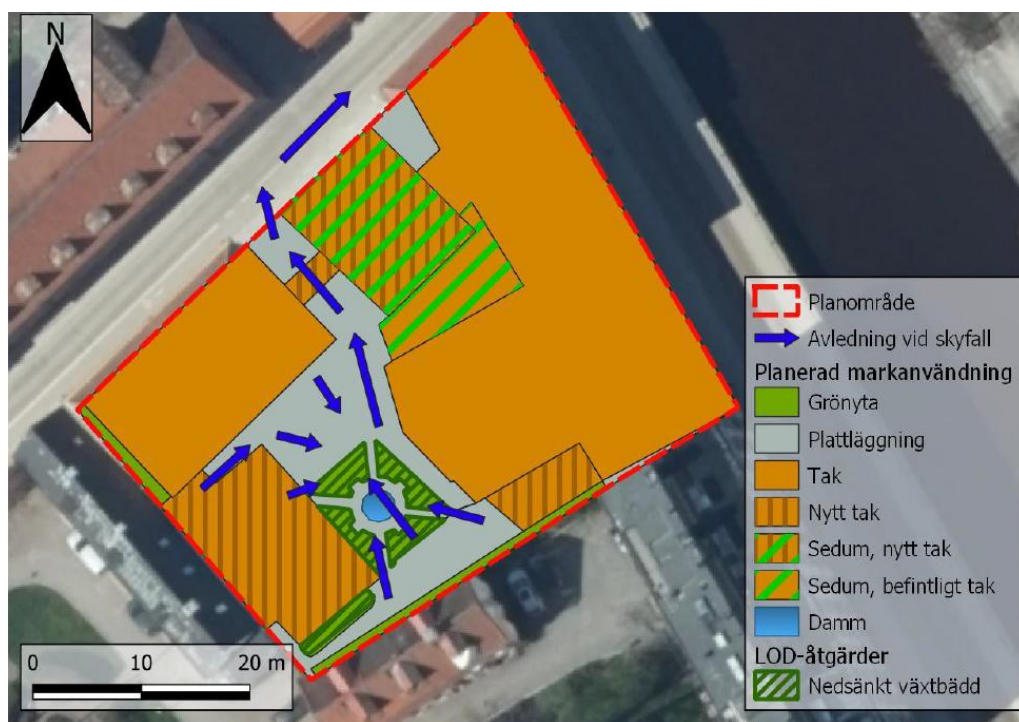 N
Planområde
Avledning vid skyfall
Planerad markanvändning
Grönyta
Plattläggning
Tak
Nytt tak
Sedum, nytt tak
Sedum, befintligt tak
Damm
LOD-åtgärder
Nedsänkt växtbädd
0 10 20 m